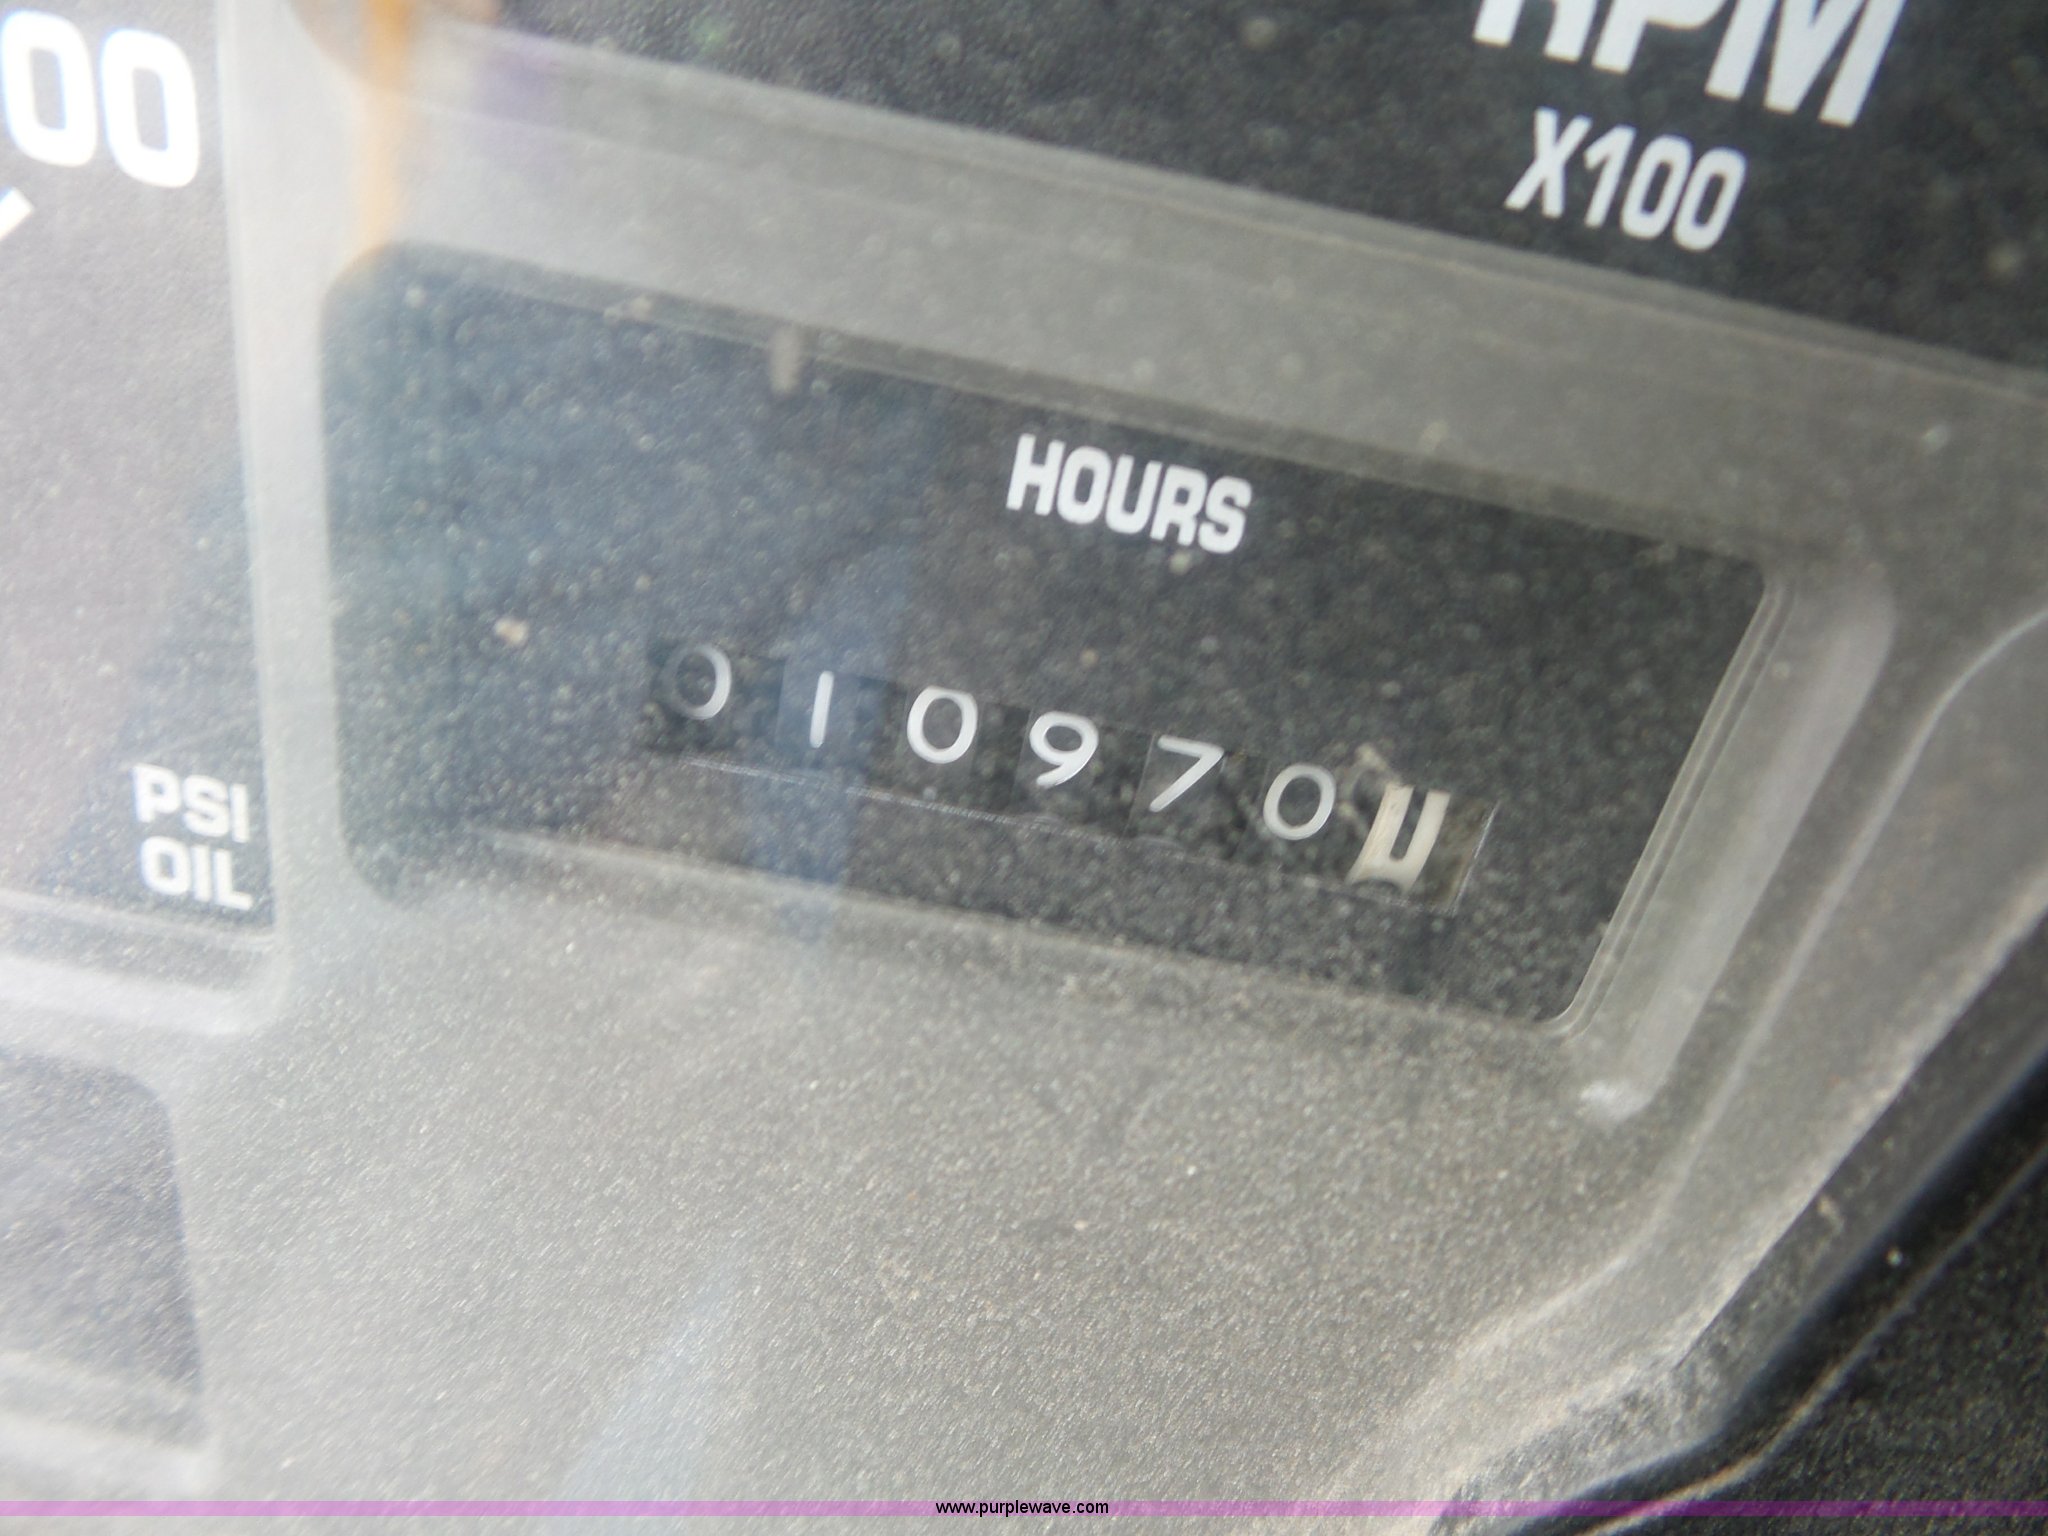 00
RPM
X100
HOURS
010970
PSI
OIL
www.purplewave.com